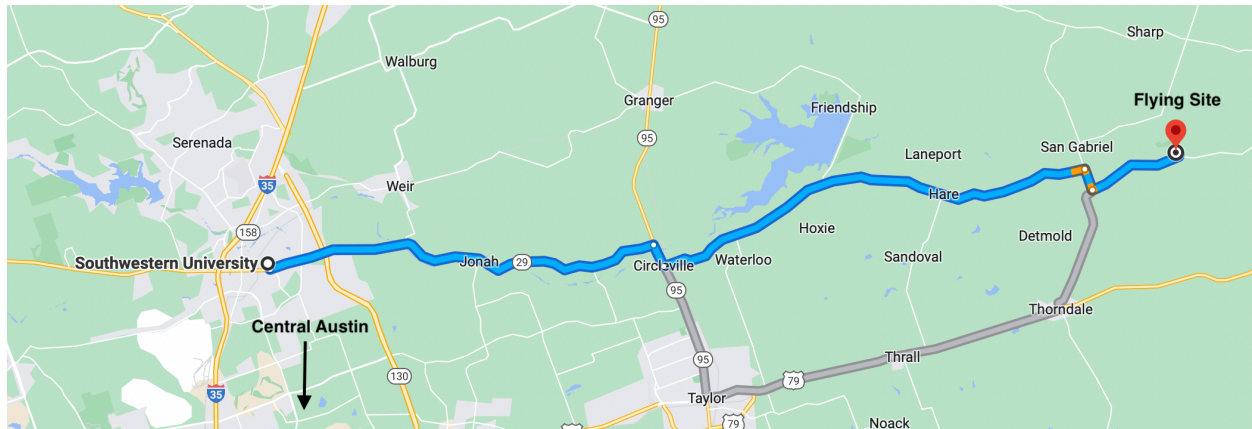 95
Sharp
Walburg
Granger
Flying Site
Friendship
95
Serenada
San Gabriel
Laneport
35
Weir
Hare
158
Hoxie
Detmold
Southwestern University
Jonah
29
Circleville
Waterloo
Sandoval
95
Thorndale
Central Austin
95
Thrall
130
79
35
Taylor
79
Noack